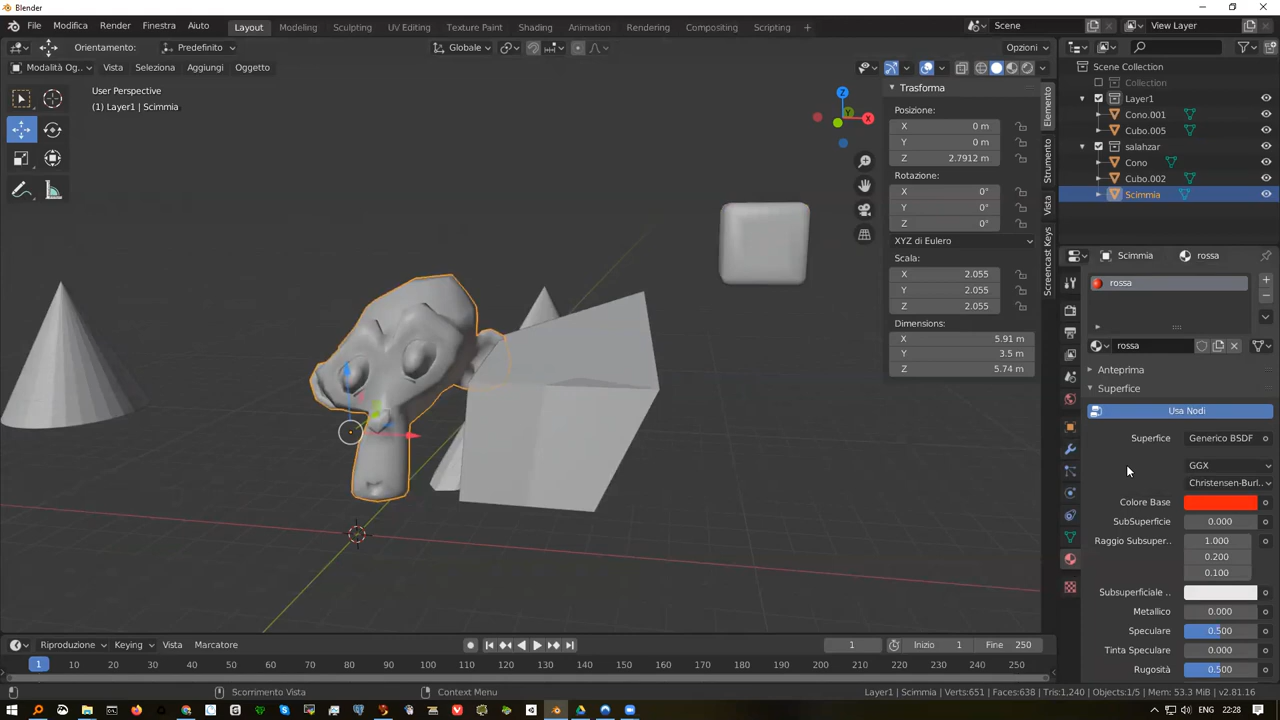 Blender
File Modifica Render Finestra Aiuto Layout Modeling Sculpting UV Editing Texture Paint Shading Animation Rendering Compositing Scripting + Scene View Layer
Orientamento: Predefinito Globale Opzioni
Modalità Og.. Vista Seleziona Aggiungi Oggetto
User Perspective
(1) Layer1 | Scimmia
Z
Y
X
Trasforma
Posizione:
X 0 m
Y 0 m
Z 2.7912 m
Rotazione:
X 0°
Y 0°
Z 0°
XYZ di Eulero
Scala:
X 2.055
Y 2.055
Z 2.055
Dimensions:
X 5.91 m
Y 3.5 m
Z 5.74 m
Elemento
Strumento
Vista
Screencast Keys
Scene Collection
Collection
Layer1
Cono.001
Cubo.005
salahzar
Cono
Cubo.002
Scimmia
Scimmia rossa
rossa
rossa
Anteprima
Superfice
Usa Nodi
Superfice Generico BSDF
GGX
Christensen-Burl..
Colore Base
SubSuperficie 0.000
Raggio Subsuper.. 1.000
0.200
0.100
Subsuperficiale ..
Metallico 0.000
Speculare 0.500
Tinta Speculare 0.000
Rugosità 0.500
Riproduzione Keying Vista Marcatore 1 Inizio 1 Fine 250
1 10 20 30 40 50 60 70 80 90 100 110 120 130 140 150 160 170 180 190 200 210 220 230 240 250
Scorrimento Vista Context Menu Layer1 | Scimmia | Verts:651 | Faces:638 | Tris:1,240 | Objects:1/5 | Mem: 53.3 MiB | v2.81.16
ENG 22:28